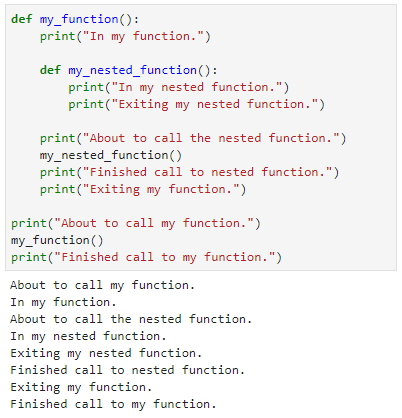 def my_function():
    print("In my function.")

    def my_nested_function():
        print("In my nested function.")
        print("Exiting my nested function.")

    print("About to call the nested function.")
    my_nested_function()
    print("Finished call to nested function.")
    print("Exiting my function.")

print("About to call my function.")
my_function()
print("Finished call to my function.")
About to call my function.
In my function.
About to call the nested function.
In my nested function.
Exiting my nested function.
Finished call to nested function.
Exiting my function.
Finished call to my function.